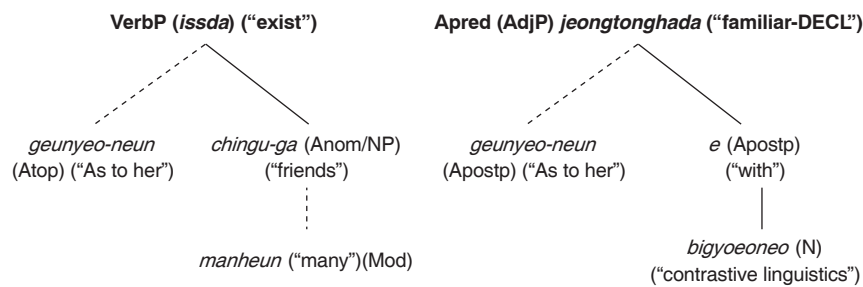 VerbP (issda) (“exist”)
Apred (AdjP) jeongtonghada (“familiar-DECL”)
geunyeo-neun
(Atop) (“As to her”)
chingu-ga (Anom/NP)
(“friends”)
geunyeo-neun
(Apostp) (“As to her”)
e (Apostp)
(“with”)
manheun (“many”)(Mod)
bigyoeoneo (N)
(“contrastive linguistics”)